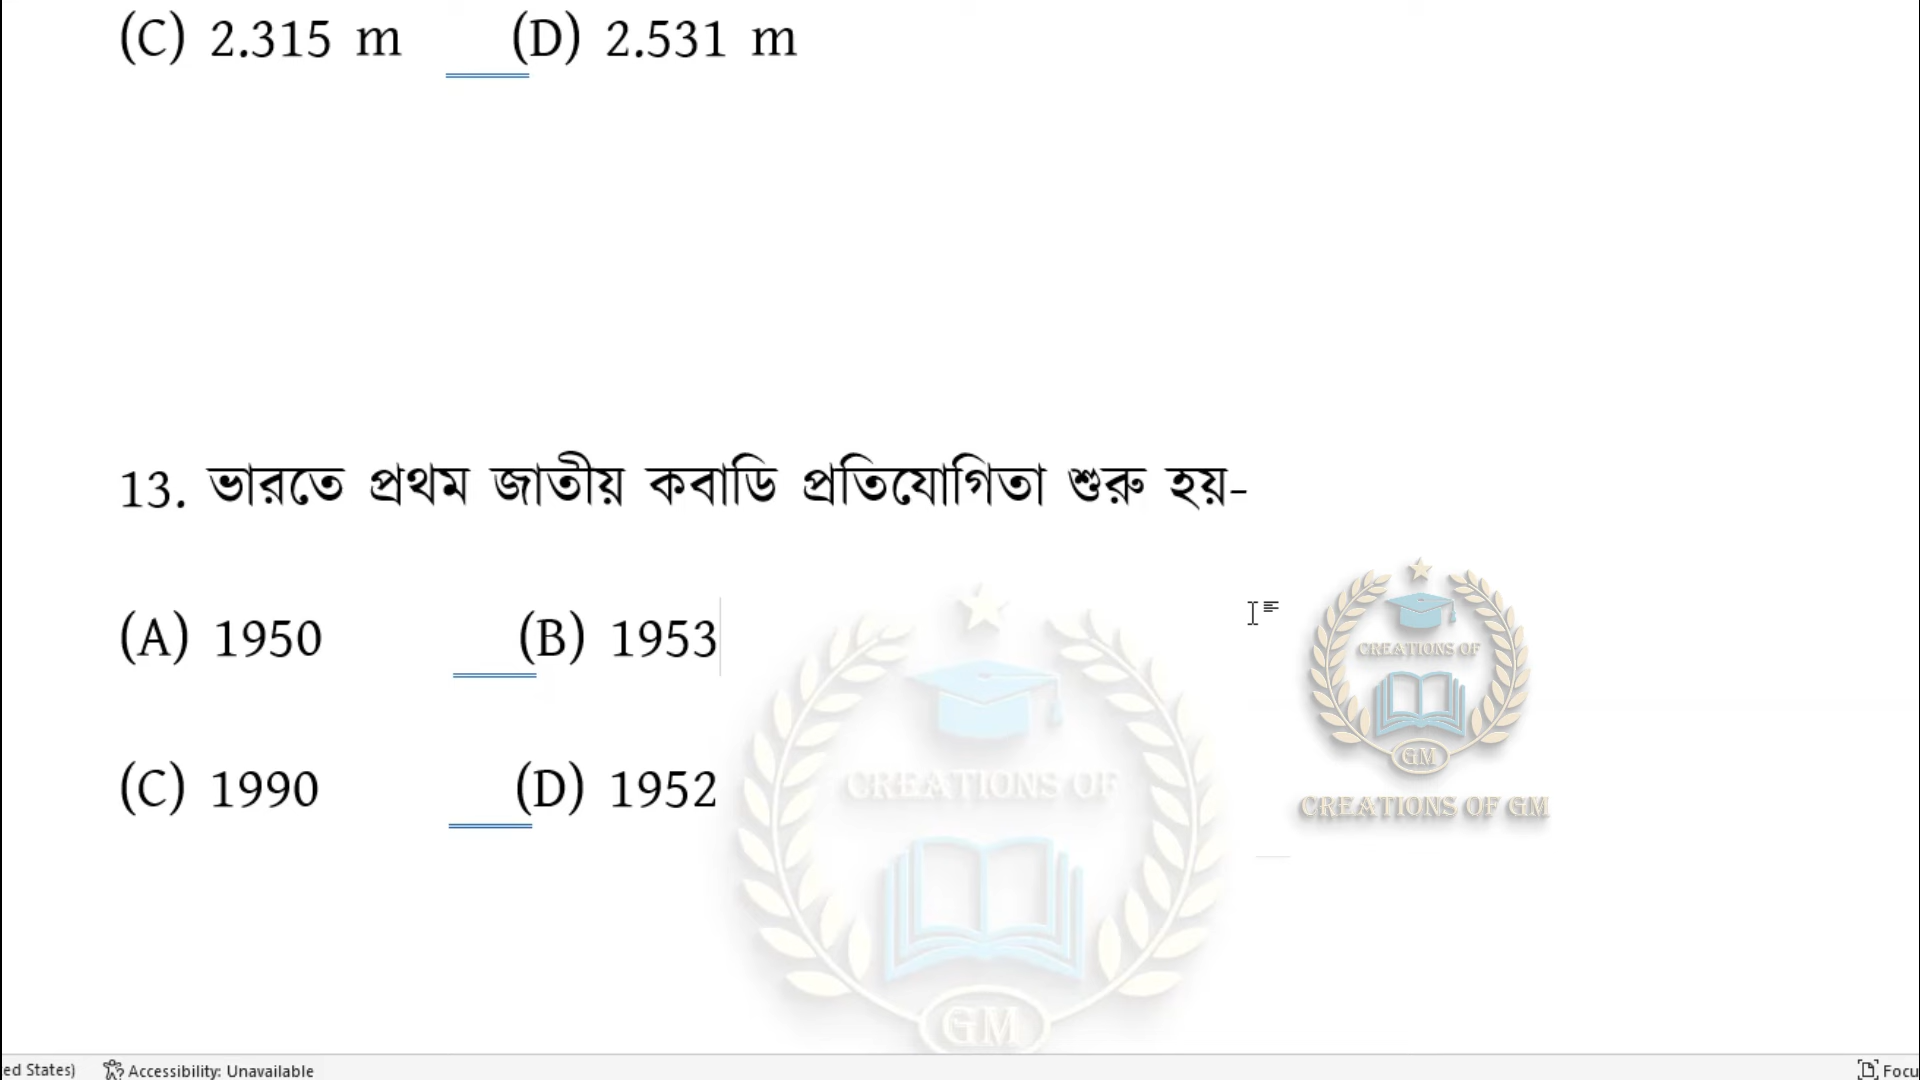 (C) 2.315 m (D) 2.531 m
13. ভারতে প্রথম জাতীয় কবাডি প্রতিযোগিতা শুরু হয়-
(A) 1950 (B) 1953
(C) 1990 (D) 1952
CREATIONS OF
GM
CREATIONS OF GM
CREATIONS OF
GM
ed States) Accessibility: Unavailable Focu